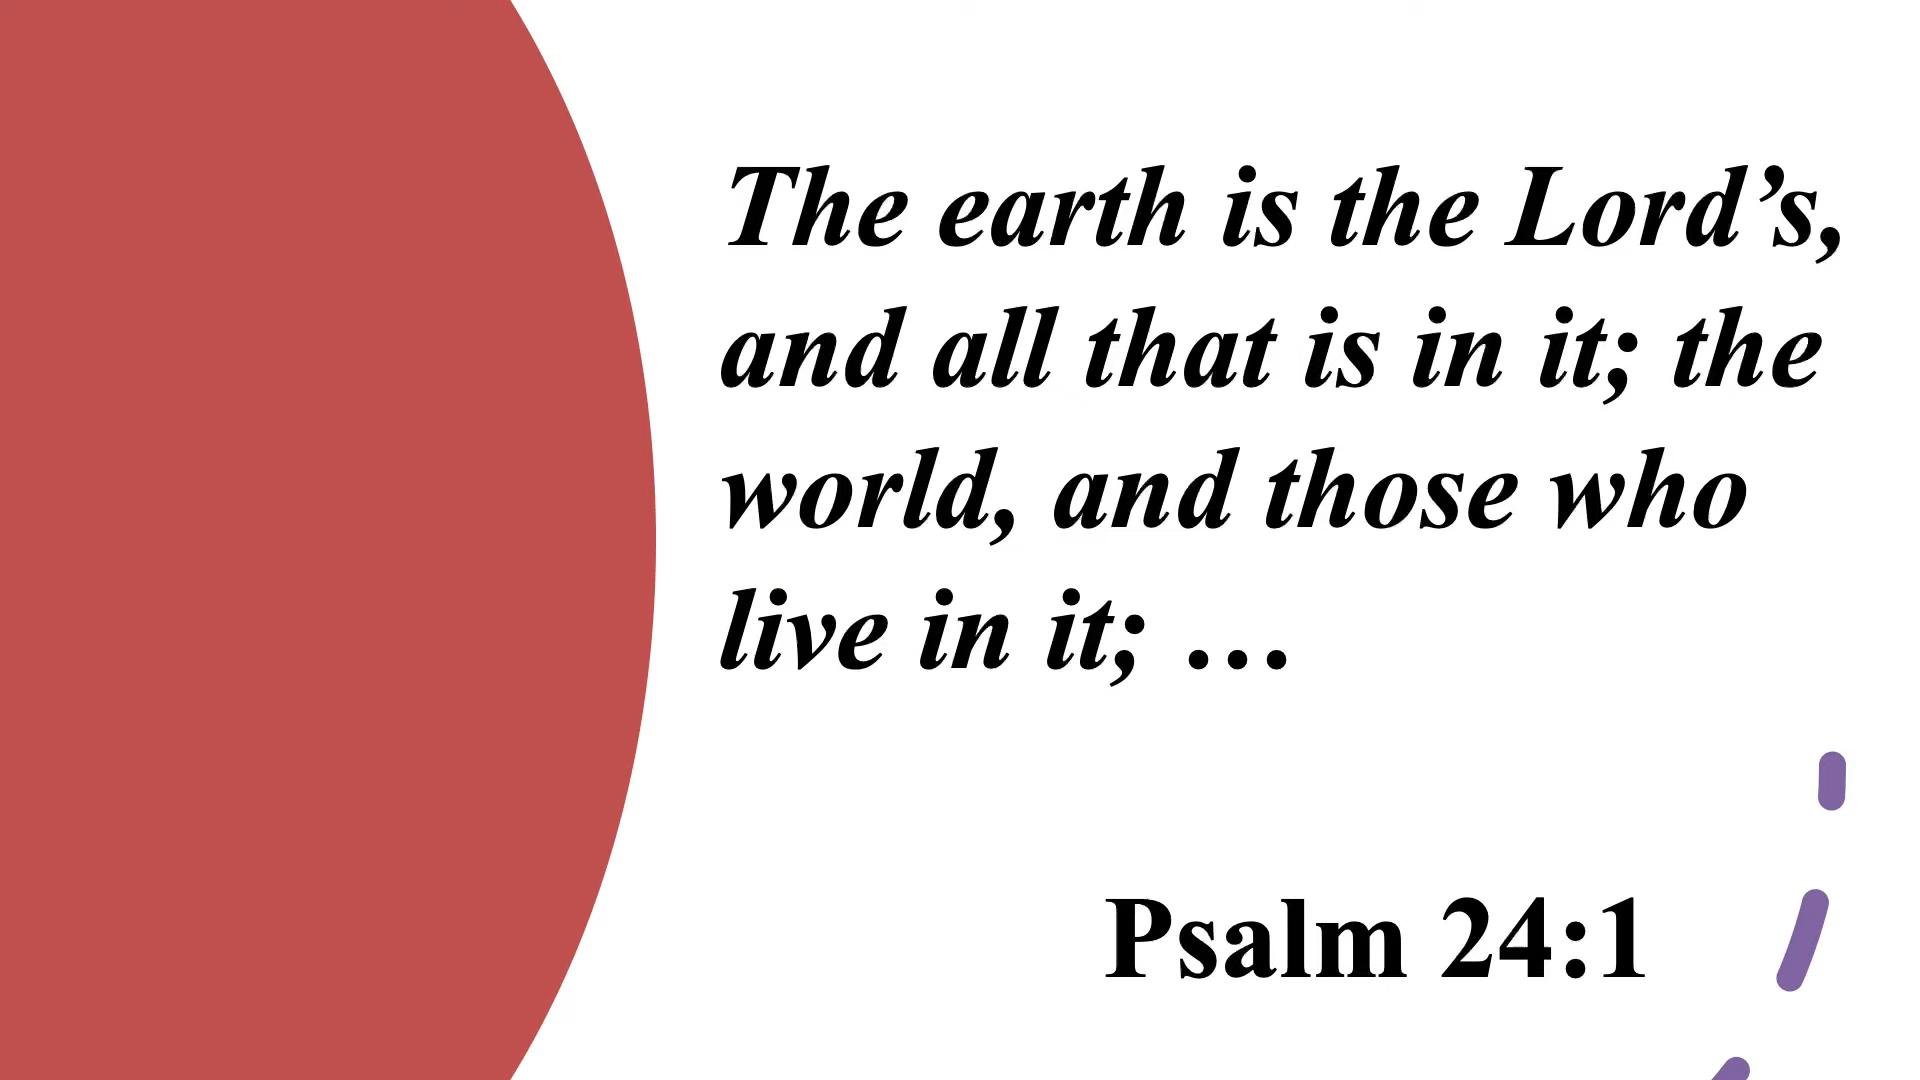 The earth is the Lord’s,
and all that is in it; the
world, and those who
live in it; …
Psalm 24:1